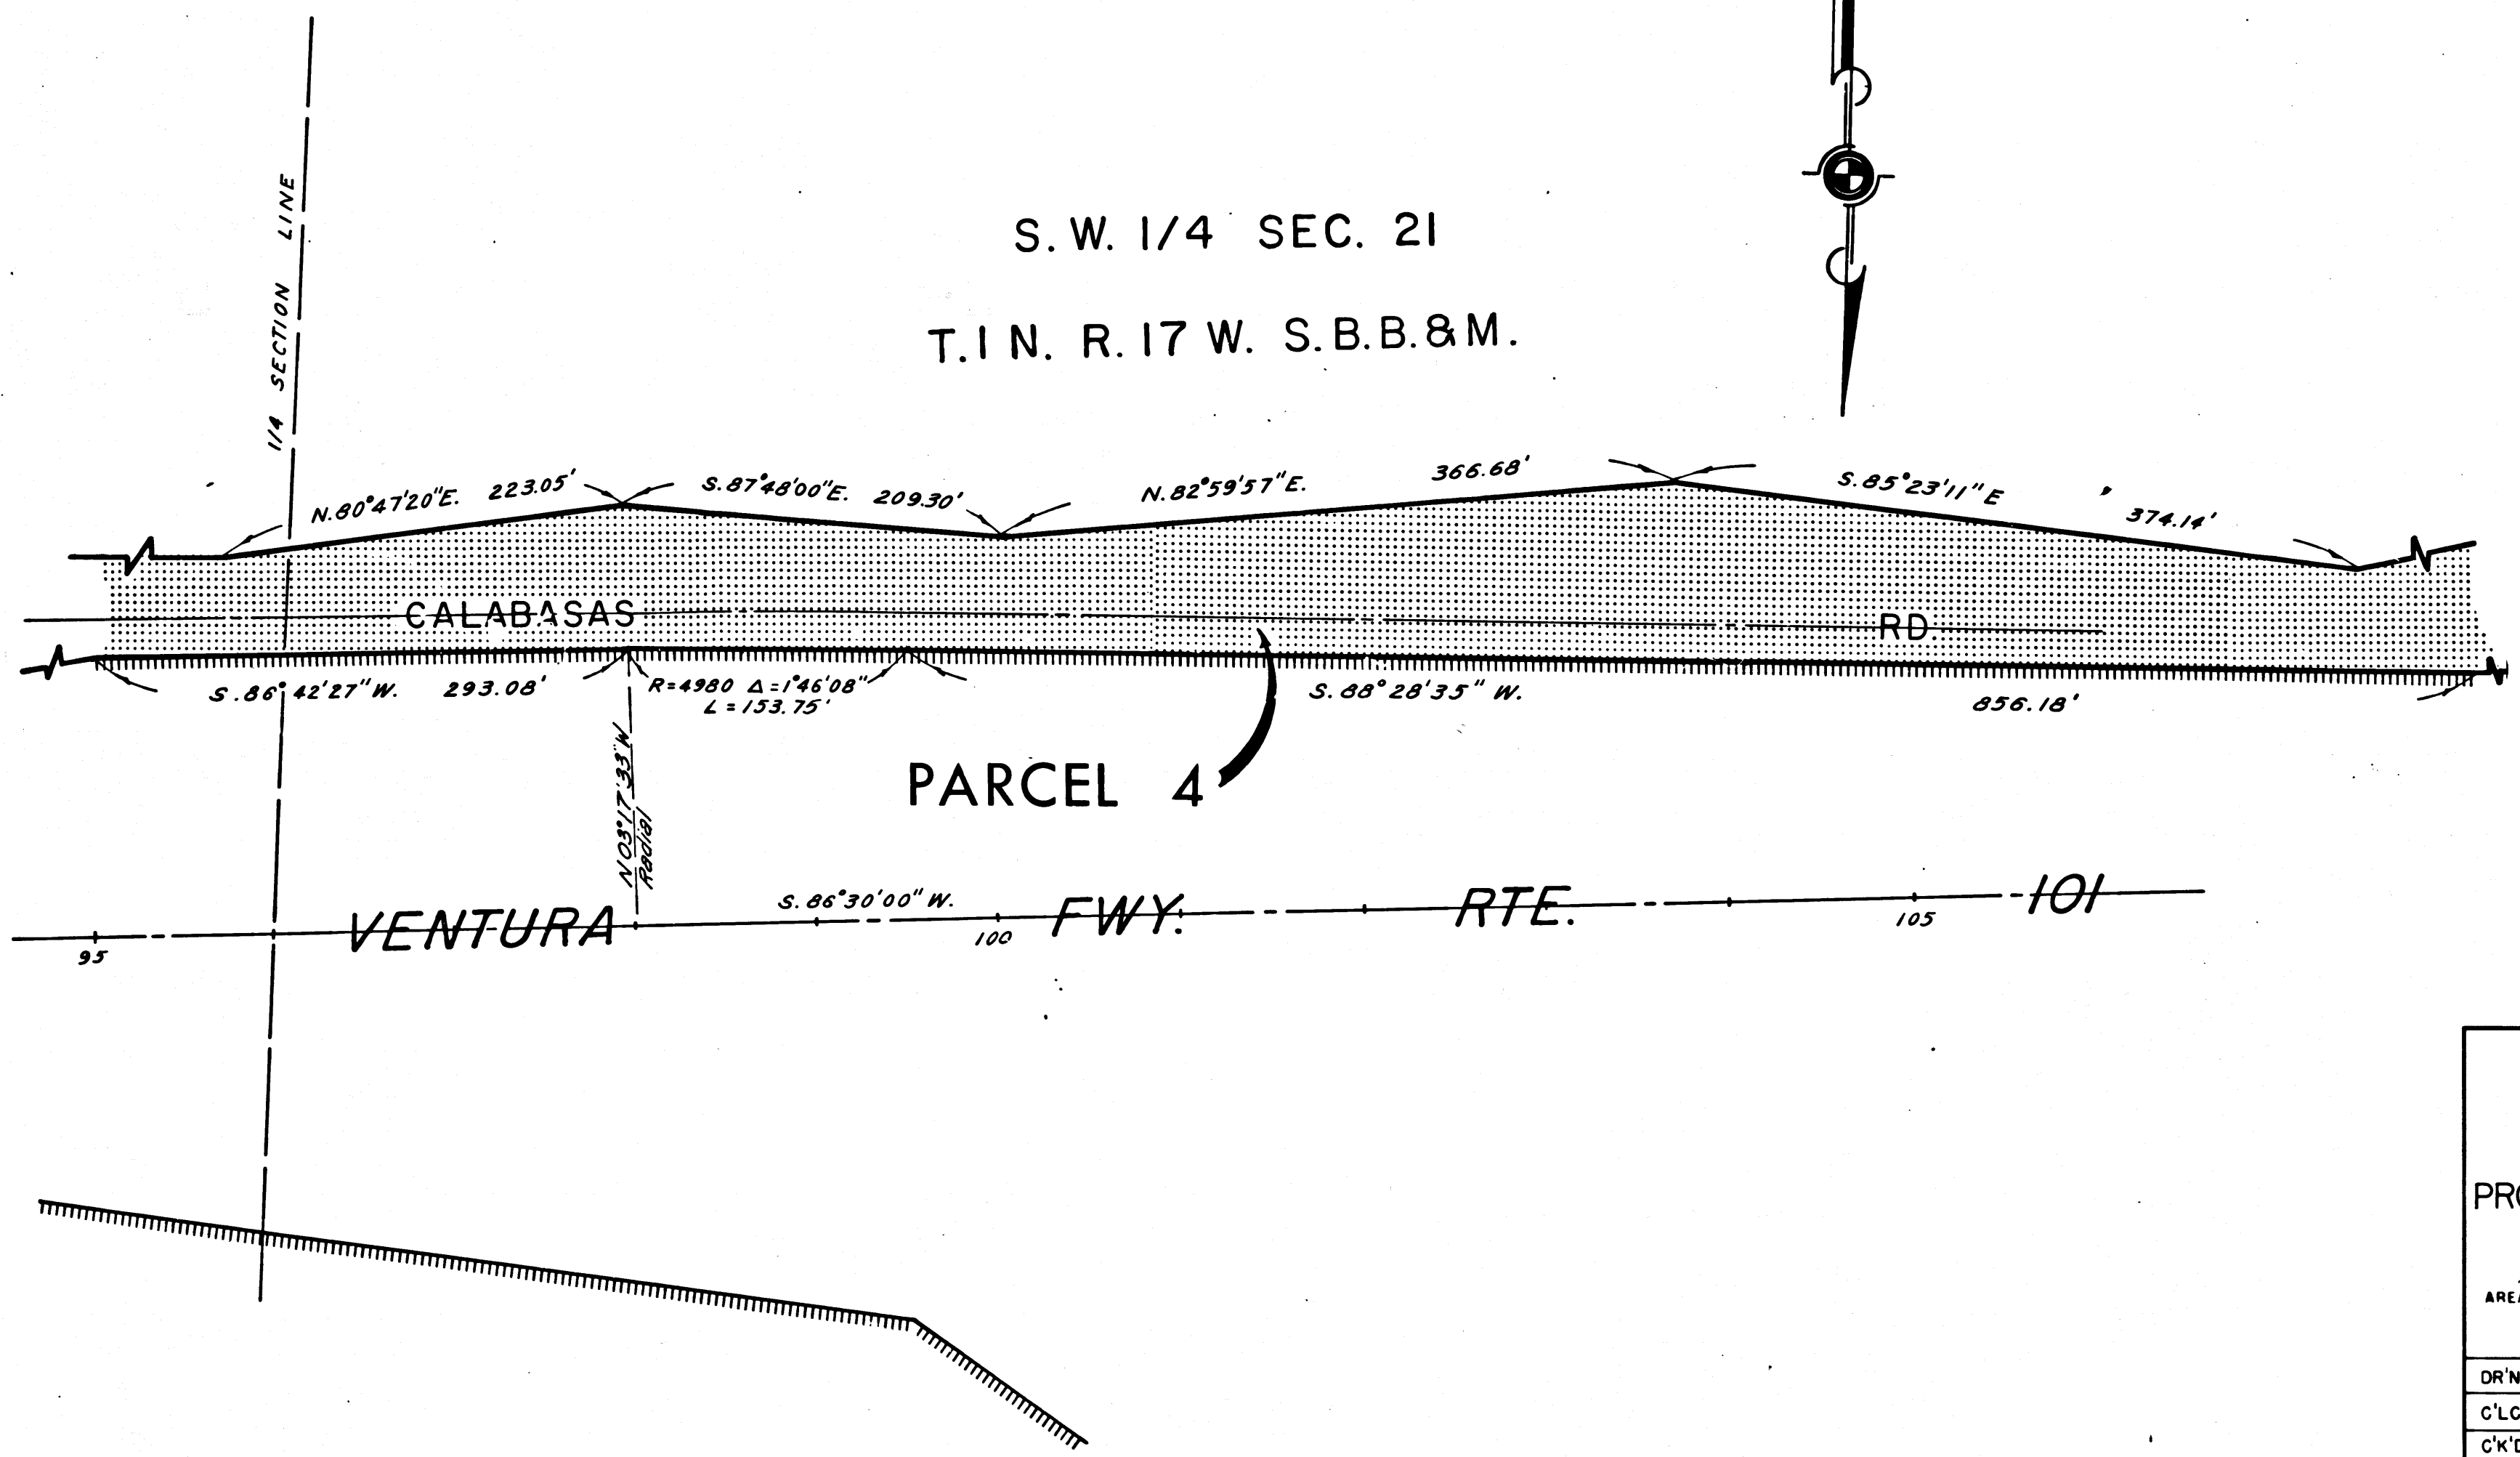 S. W. 1/4 SEC. 21
T. 1 N. R. 17 W. S. B. B. & M.
1/4 SECTION LINE
N. 80°47'20"E. 223.05'
S. 87°48'00"E. 209.30'
N. 82°59'57"E. 366.68'
S. 85°23'11"E 374.14'
CALABASAS RD.
S. 86°42'27"W. 293.08'
R=4980 Δ=1°46'08"
L=153.75'
S. 88°28'35" W. 856.18'
N 03°17'33"W
Radial
PARCEL 4
S. 86°30'00" W.
VENTURA FWY. RTE. 101
95
100
105
PRO
AREA
DR'N
C'LC
C'K'D